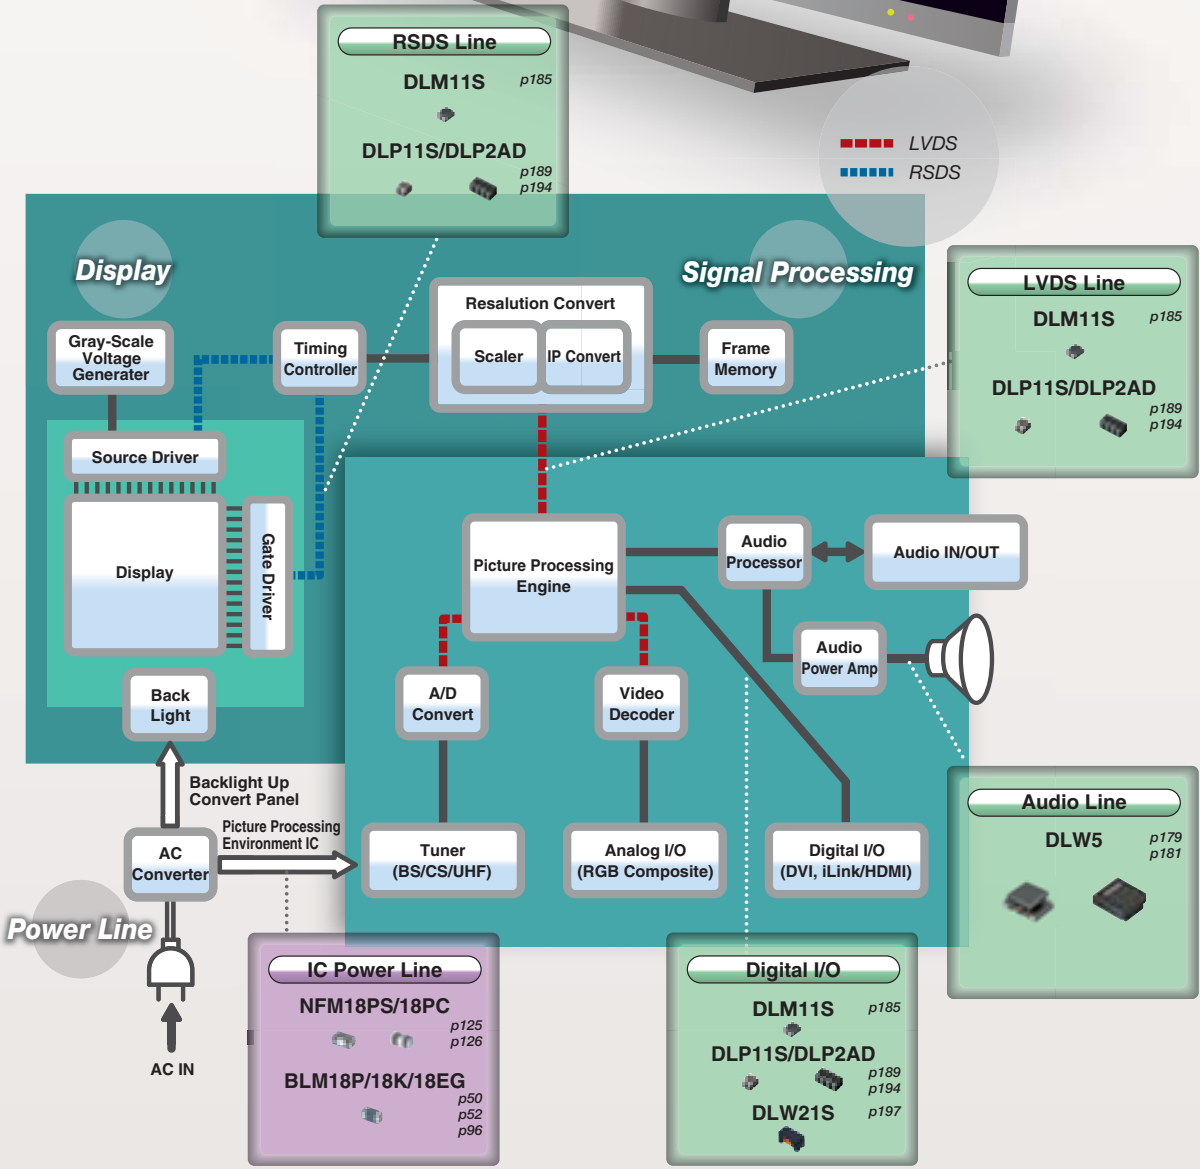 RSDS Line
DLM11S p185
DLP11S/DLP2AD
p189
p194
LVDS
RSDS
Display
Signal Processing
LVDS Line
DLM11S p185
DLP11S/DLP2AD
p189
p194
Gray-Scale
Voltage
Generater
Timing
Controller
Resalution Convert
Scaler
IP Convert
Frame
Memory
Source Driver
Display
Gate Driver
Back
Light
Picture Processing
Engine
Audio
Processor
Audio IN/OUT
Audio
Power Amp
A/D
Convert
Video
Decoder
Backlight Up
Convert Panel
Picture Processing
Environment IC
AC
Converter
Tuner
(BS/CS/UHF)
Analog I/O
(RGB Composite)
Digital I/O
(DVI, iLink/HDMI)
Audio Line
DLW5 p179
p181
Power Line
AC IN
IC Power Line
NFM18PS/18PC
p125
p126
BLM18P/18K/18EG
p50
p52
p96
Digital I/O
DLM11S p185
DLP11S/DLP2AD
p189
p194
DLW21S p197